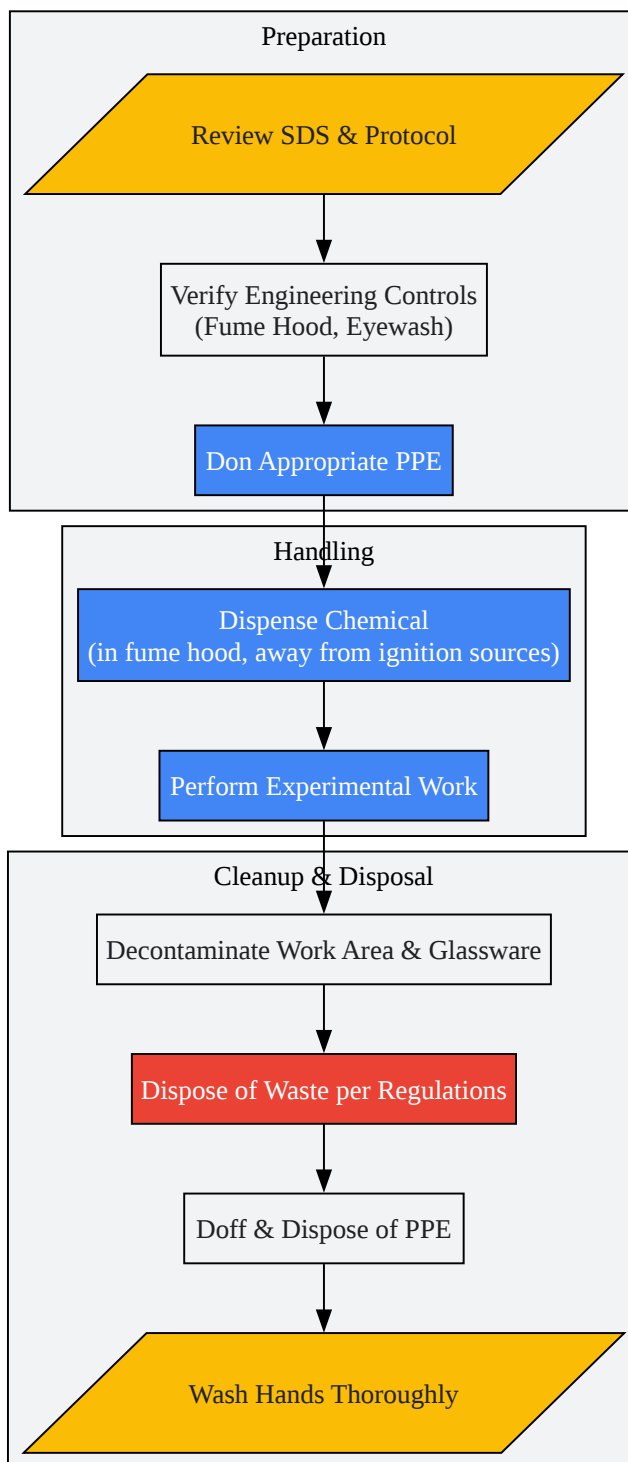 Preparation
Review SDS & Protocol
Verify Engineering Controls
(Fume Hood, Eyewash)
Don Appropriate PPE
Handling
Dispense Chemical
(in fume hood, away from ignition sources)
Perform Experimental Work
Cleanup & Disposal
Decontaminate Work Area & Glassware
Dispose of Waste per Regulations
Doff & Dispose of PPE
Wash Hands Thoroughly